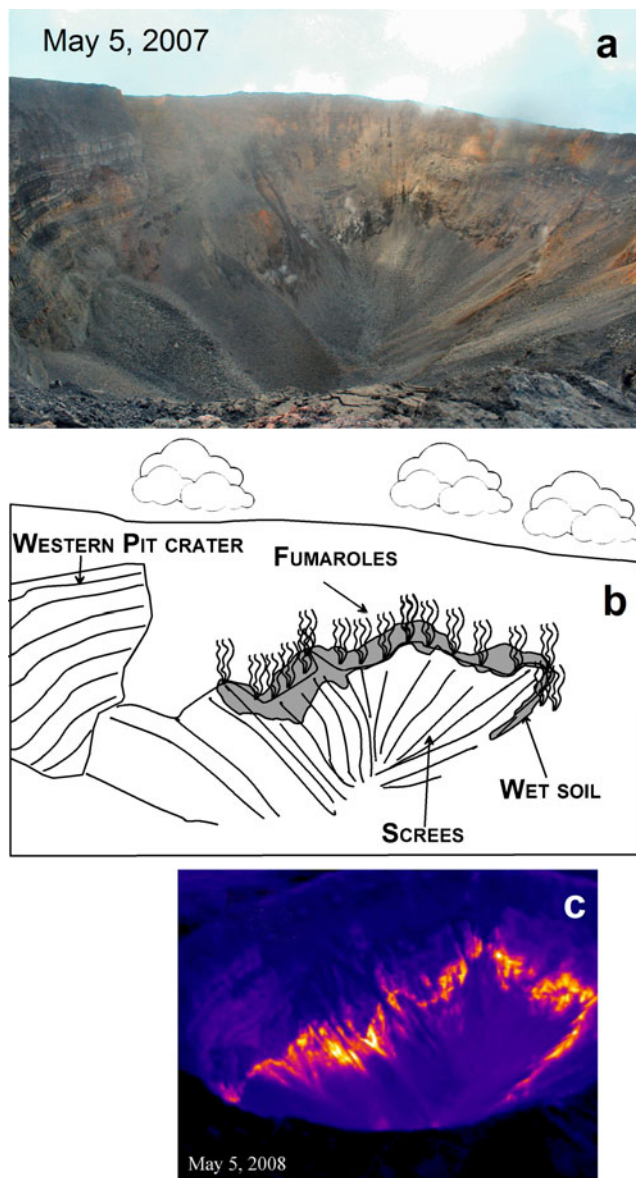 May 5, 2007
a
WESTERN PIT CRATER
FUMAROLES
b
WET SOIL
SCREES
c
May 5, 2008